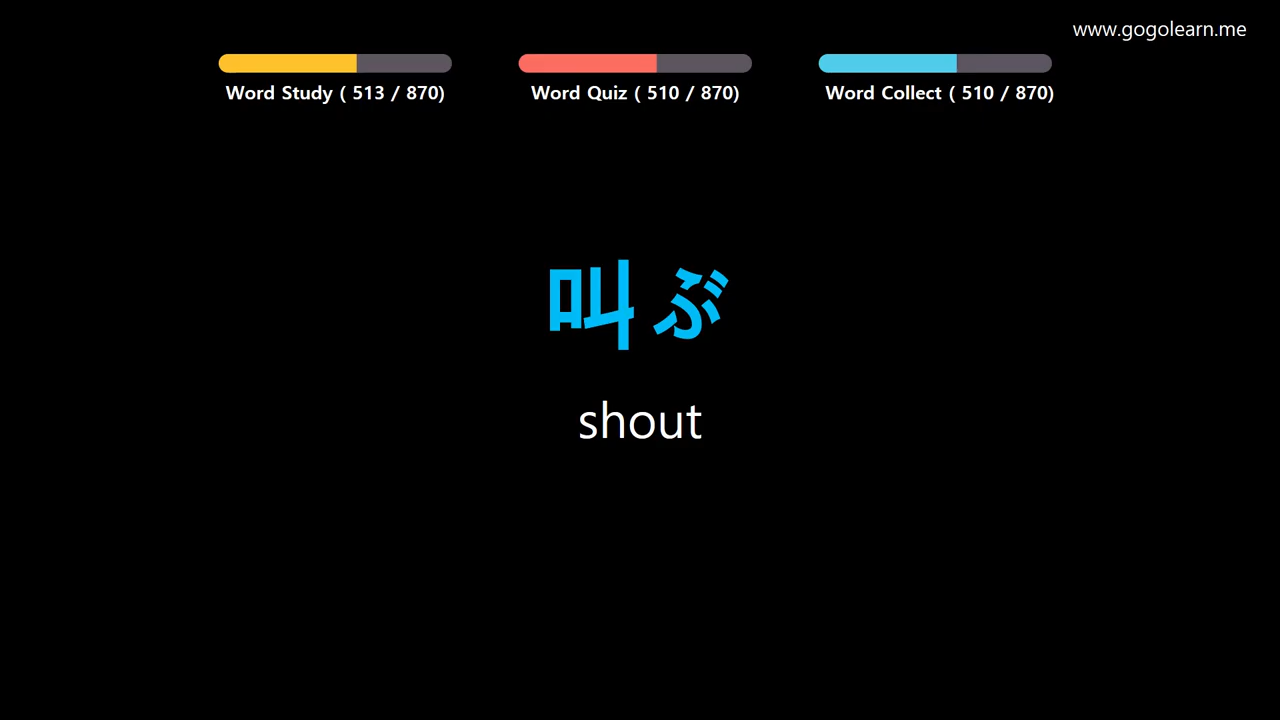 www.gogolearn.me
Word Study ( 513 / 870)
Word Quiz ( 510 / 870)
Word Collect ( 510 / 870)
叫ぶ
shout